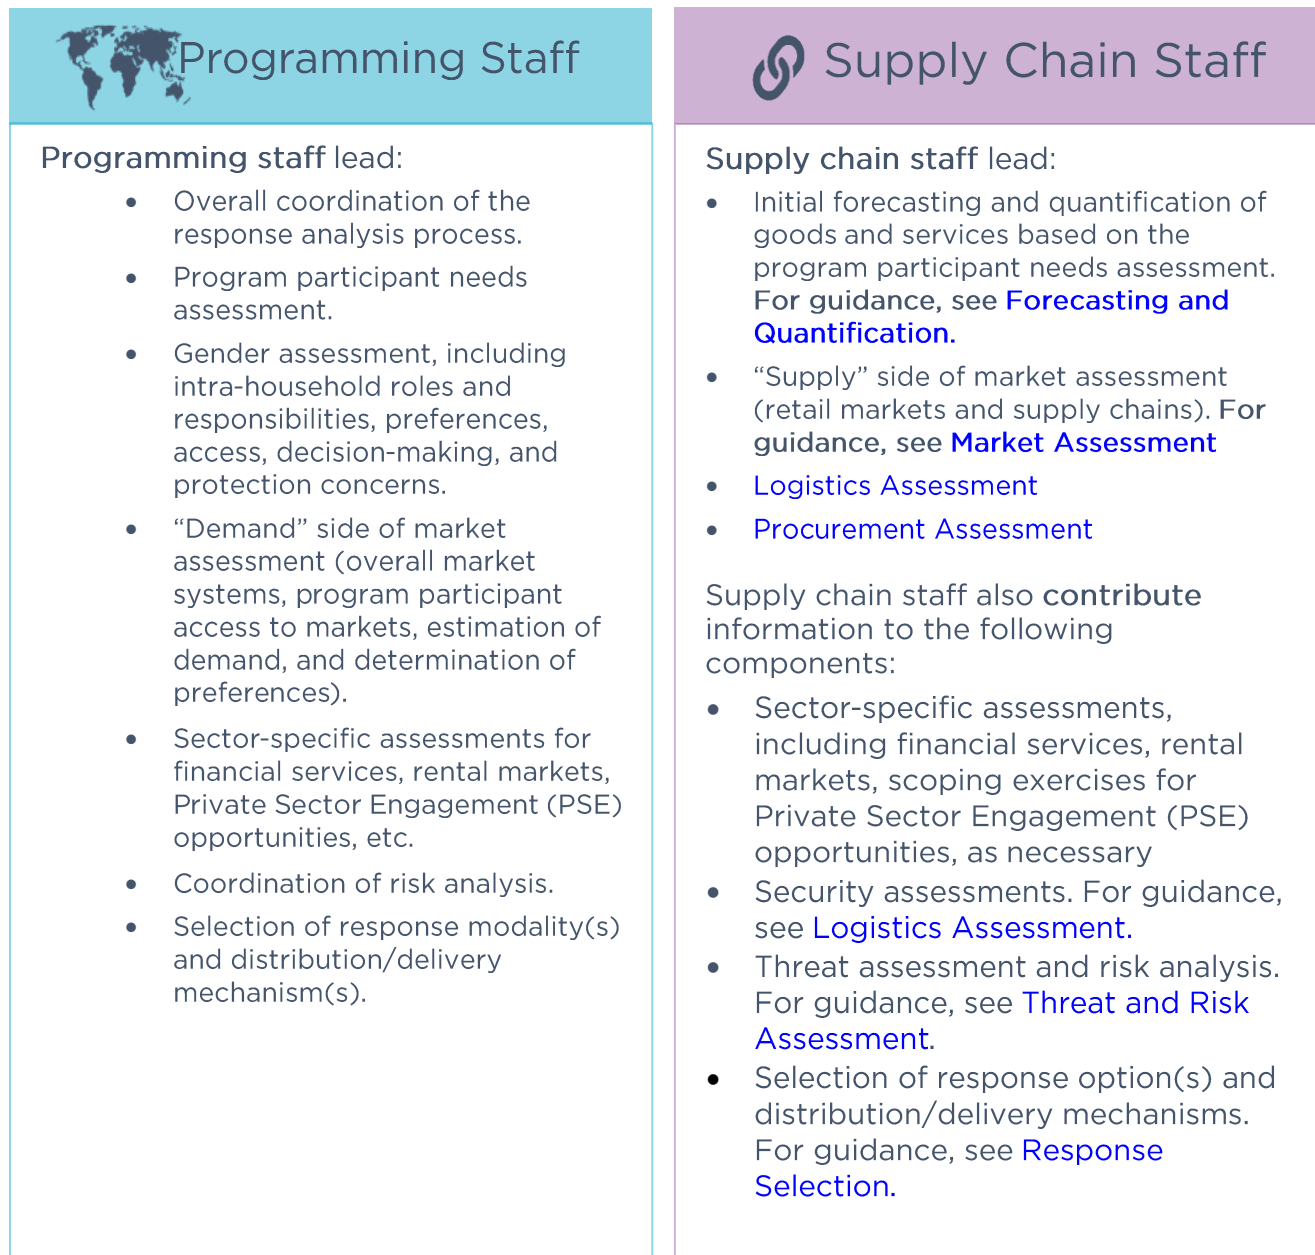 Programming Staff
Programming staff lead:
• Overall coordination of the
response analysis process.
• Program participant needs
assessment.
• Gender assessment, including
intra-household roles and
responsibilities, preferences,
access, decision-making, and
protection concerns.
• “Demand” side of market
assessment (overall market
systems, program participant
access to markets, estimation of
demand, and determination of
preferences).
• Sector-specific assessments for
financial services, rental markets,
Private Sector Engagement (PSE)
opportunities, etc.
• Coordination of risk analysis.
• Selection of response modality(s)
and distribution/delivery
mechanism(s).
Supply Chain Staff
Supply chain staff lead:
• Initial forecasting and quantification of
goods and services based on the
program participant needs assessment.
For guidance, see Forecasting and
Quantification.
• “Supply” side of market assessment
(retail markets and supply chains). For
guidance, see Market Assessment
• Logistics Assessment
• Procurement Assessment
Supply chain staff also contribute
information to the following
components:
• Sector-specific assessments,
including financial services, rental
markets, scoping exercises for
Private Sector Engagement (PSE)
opportunities, as necessary
• Security assessments. For guidance,
see Logistics Assessment.
• Threat assessment and risk analysis.
For guidance, see Threat and Risk
Assessment.
• Selection of response option(s) and
distribution/delivery mechanisms.
For guidance, see Response
Selection.